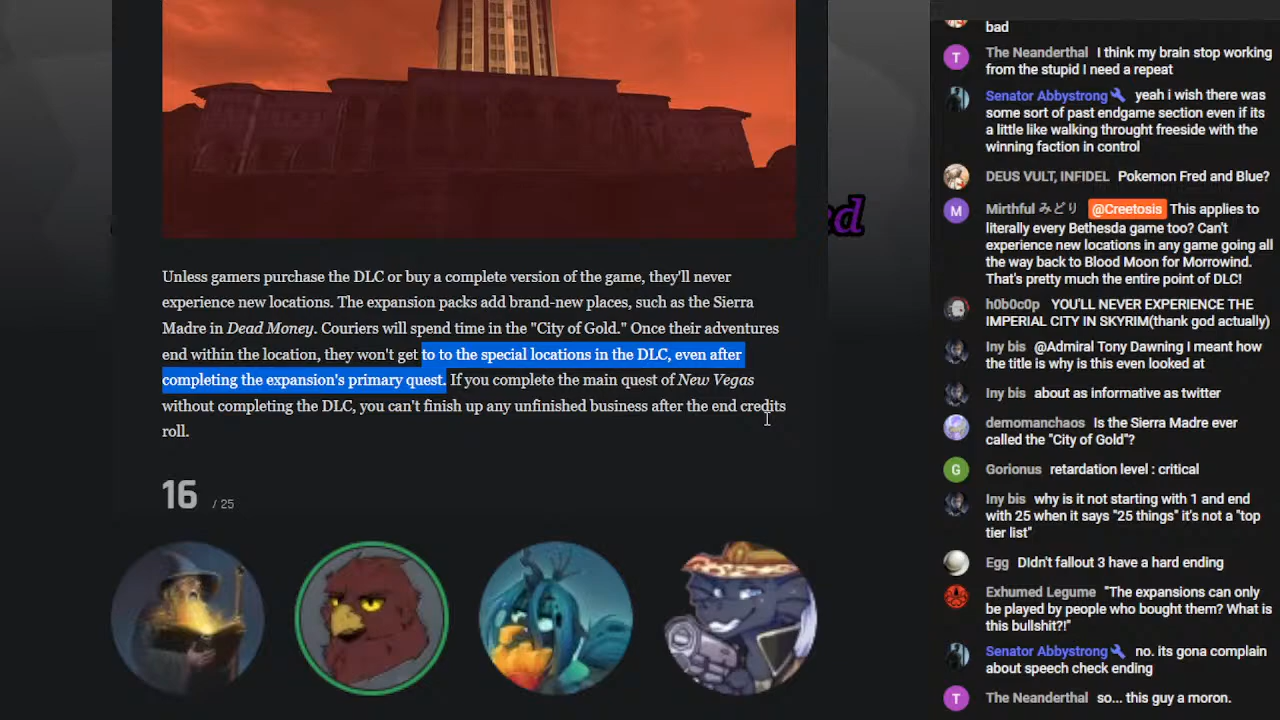 ed
Unless gamers purchase the DLC or buy a complete version of the game, they'll never
experience new locations. The expansion packs add brand-new places, such as the Sierra
Madre in Dead Money. Couriers will spend time in the "City of Gold." Once their adventures
end within the location, they won't get to to the special locations in the DLC, even after
completing the expansion's primary quest. If you complete the main quest of New Vegas
without completing the DLC, you can't finish up any unfinished business after the end credits
roll.
16 / 25
bad
T The Neanderthal I think my brain stop working
from the stupid I need a repeat
Senator Abbystrong yeah i wish there was
some sort of past endgame section even if its
a little like walking throught freeside with the
winning faction in control
DEUS VULT, INFIDEL Pokemon Fred and Blue?
M Mirthful みどり @Creetosis This applies to
literally every Bethesda game too? Can't
experience new locations in any game going all
the way back to Blood Moon for Morrowind.
That's pretty much the entire point of DLC!
h0b0c0p YOU'LL NEVER EXPERIENCE THE
IMPERIAL CITY IN SKYRIM(thank god actually)
Iny bis @Admiral Tony Dawning I meant how
the title is why is this even looked at
Iny bis about as informative as twitter
demomanchaos Is the Sierra Madre ever
called the "City of Gold"?
G Gorionus retardation level : critical
Iny bis why is it not starting with 1 and end
with 25 when it says "25 things" it's not a "top
tier list"
Egg DIdn't fallout 3 have a hard ending
Exhumed Legume "The expansions can only
be played by people who bought them? What is
this bullshit?!"
Senator Abbystrong no. its gona complain
about speech check ending
T The Neanderthal so... this guy a moron.